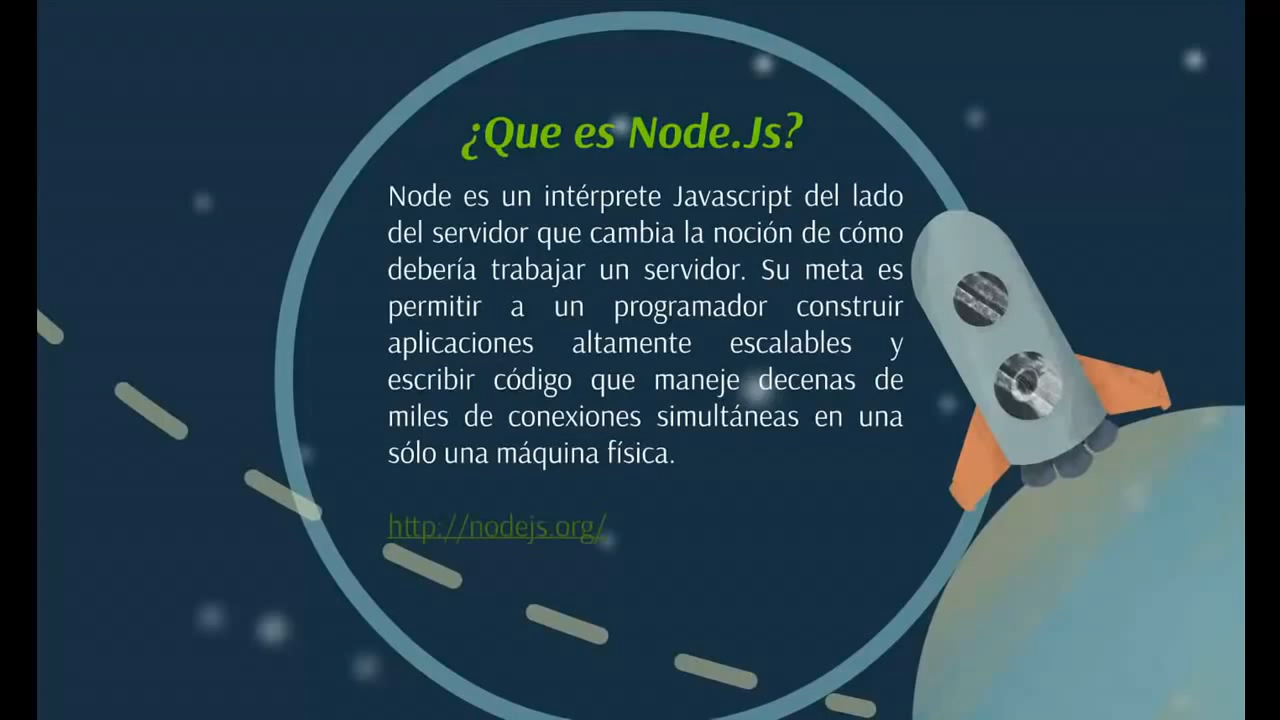 ¿Que es Node.Js?
Node es un intérprete Javascript del lado
del servidor que cambia la noción de cómo
debería trabajar un servidor. Su meta es
permitir a un programador construir
aplicaciones altamente escalables y
escribir código que maneje decenas de
miles de conexiones simultáneas en una
sólo una máquina física.
http://nodejs.org/